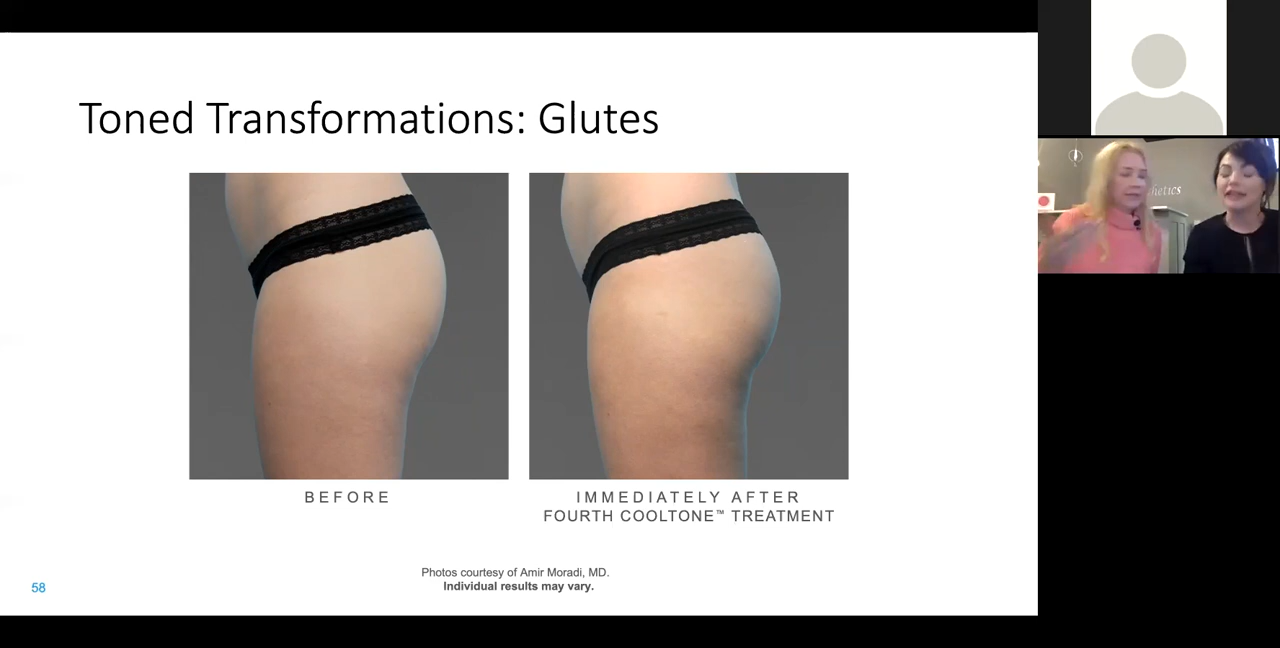 Toned Transformations: Glutes
BEFORE
IMMEDIATELY AFTER
FOURTH COOLTONE™ TREATMENT
Photos courtesy of Amir Moradi, MD.
Individual results may vary.
58